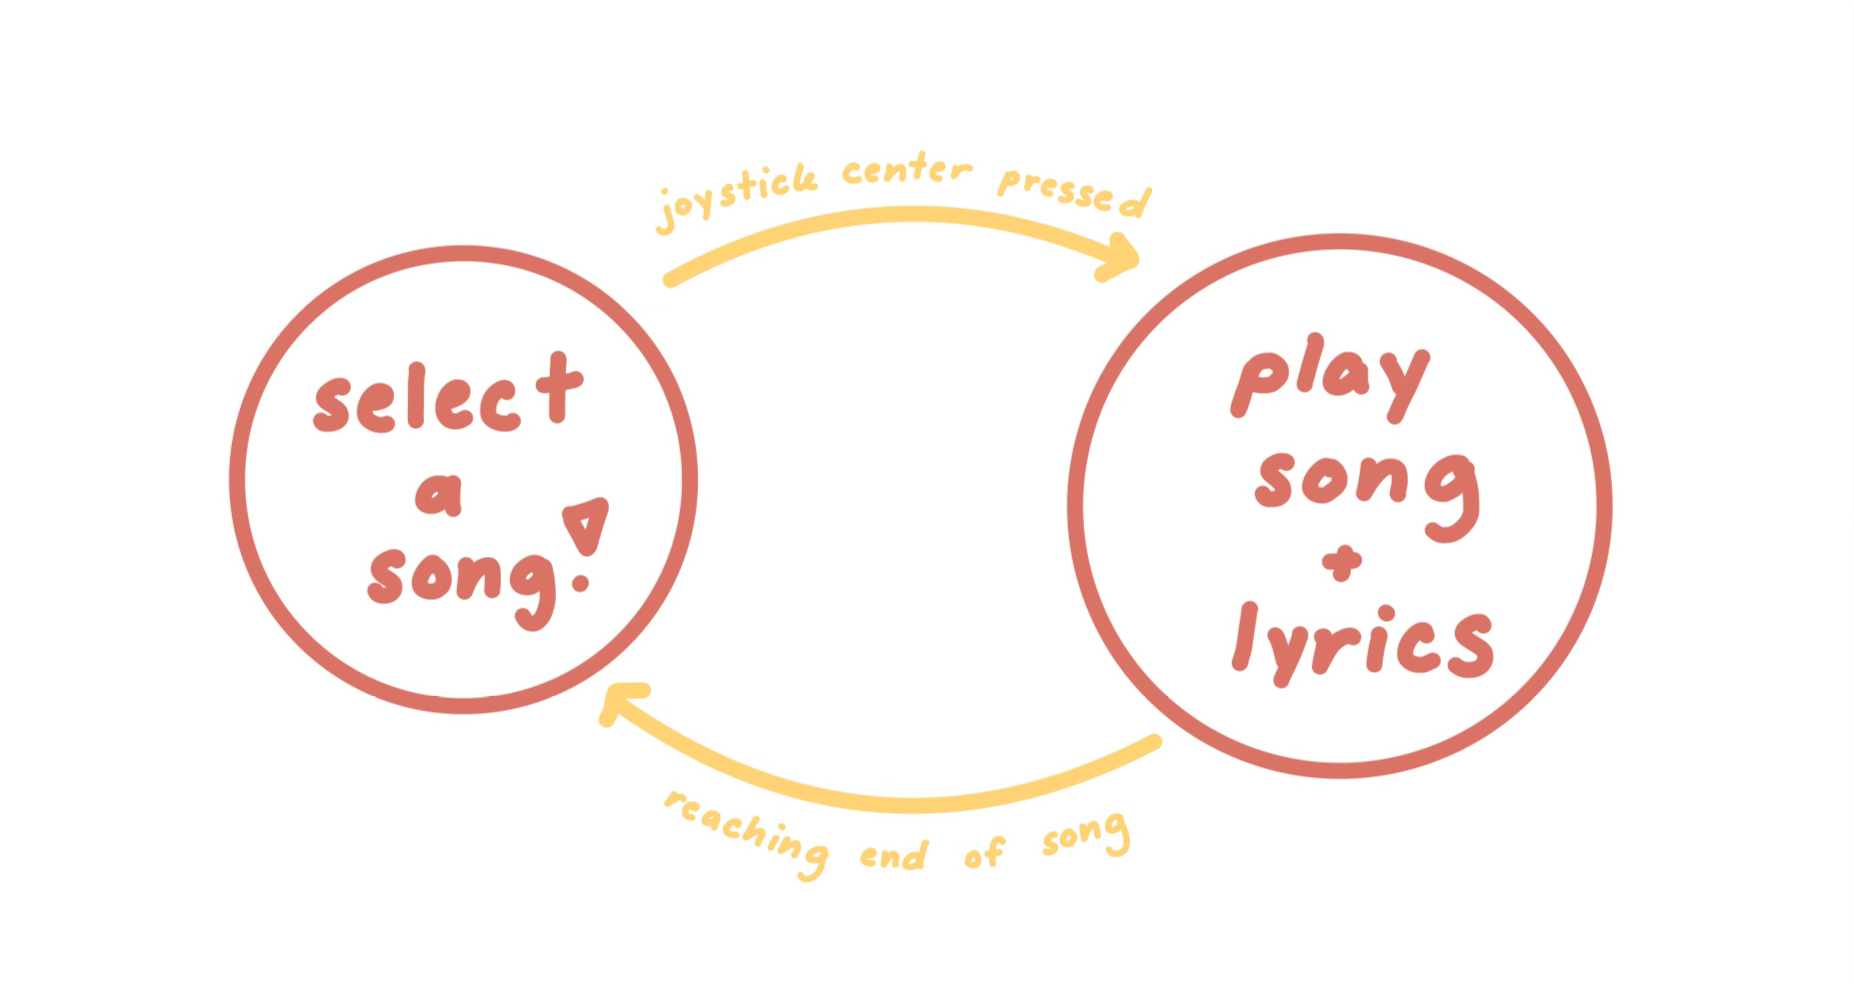 joystick center pressed
select
a
song!
play
song
+
lyrics
reaching end of song